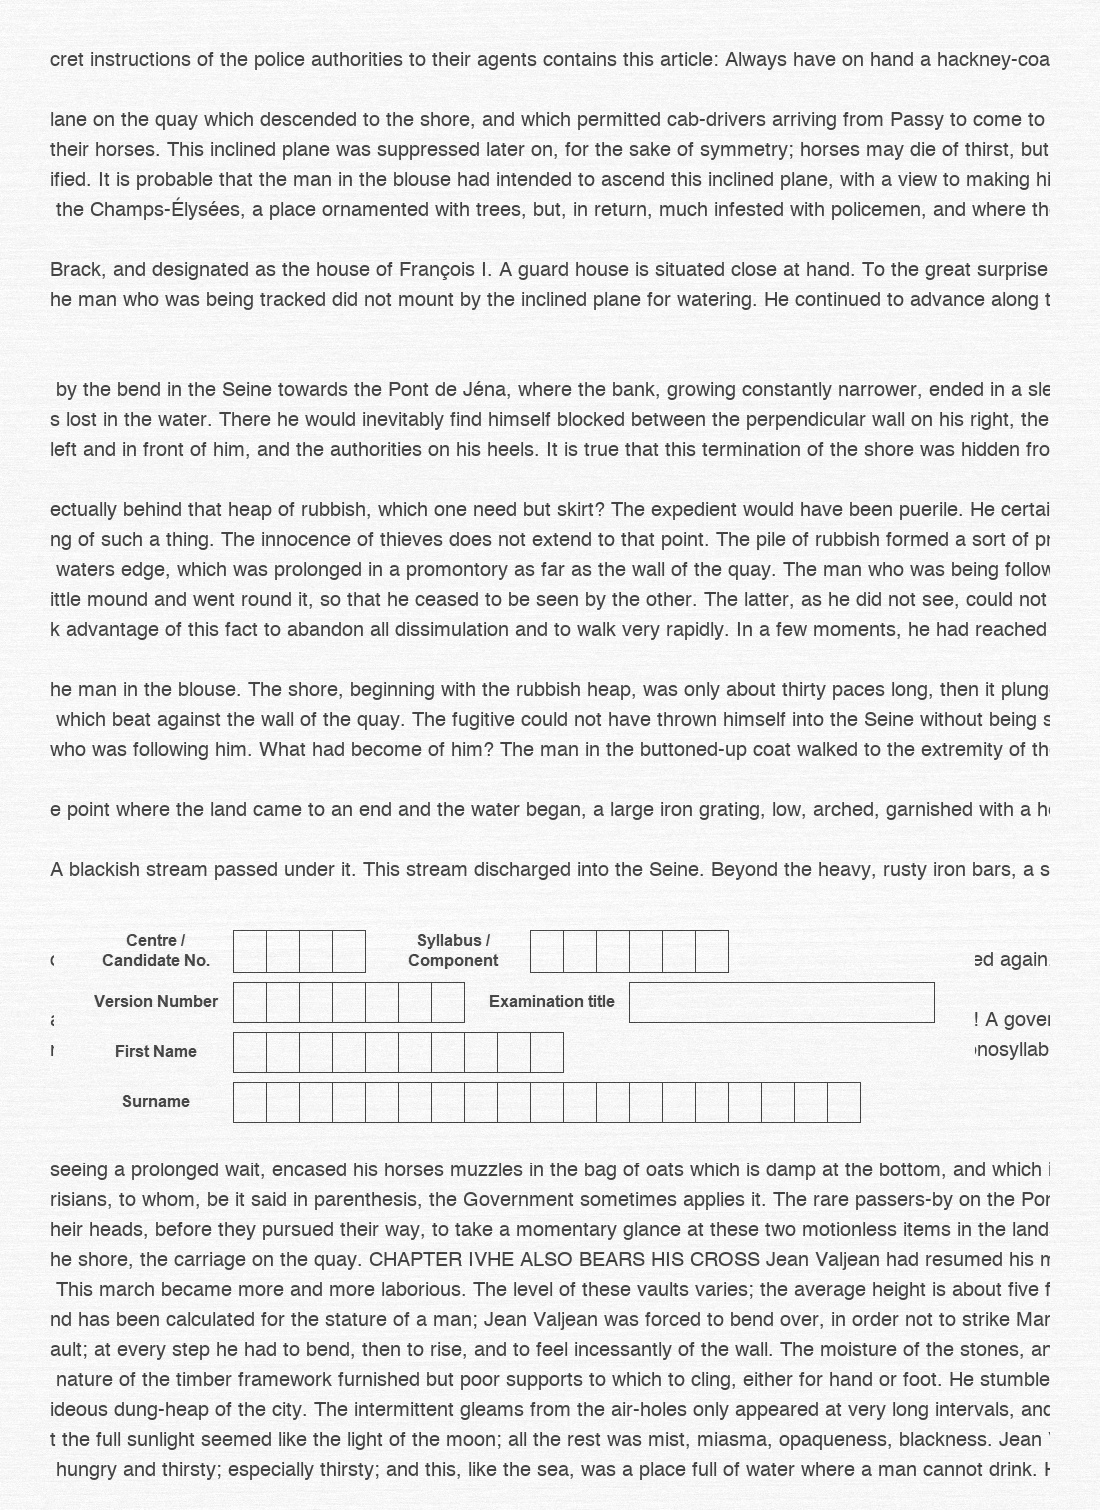 cret instructions of the police authorities to their agents contains this article: Always have on hand a hackney-coa
lane on the quay which descended to the shore, and which permitted cab-drivers arriving from Passy to come to
their horses. This inclined plane was suppressed later on, for the sake of symmetry; horses may die of thirst, but
ified. It is probable that the man in the blouse had intended to ascend this inclined plane, with a view to making hi
the Champs-Élysées, a place ornamented with trees, but, in return, much infested with policemen, and where th
Brack, and designated as the house of François I. A guard house is situated close at hand. To the great surprise
he man who was being tracked did not mount by the inclined plane for watering. He continued to advance along t
by the bend in the Seine towards the Pont de Jéna, where the bank, growing constantly narrower, ended in a sle
s lost in the water. There he would inevitably find himself blocked between the perpendicular wall on his right, the
left and in front of him, and the authorities on his heels. It is true that this termination of the shore was hidden fro
ectually behind that heap of rubbish, which one need but skirt? The expedient would have been puerile. He certai
ng of such a thing. The innocence of thieves does not extend to that point. The pile of rubbish formed a sort of pr
waters edge, which was prolonged in a promontory as far as the wall of the quay. The man who was being follow
ittle mound and went round it, so that he ceased to be seen by the other. The latter, as he did not see, could not
k advantage of this fact to abandon all dissimulation and to walk very rapidly. In a few moments, he had reached
he man in the blouse. The shore, beginning with the rubbish heap, was only about thirty paces long, then it plung
which beat against the wall of the quay. The fugitive could not have thrown himself into the Seine without being s
who was following him. What had become of him? The man in the buttoned-up coat walked to the extremity of th
e point where the land came to an end and the water began, a large iron grating, low, arched, garnished with a h
A blackish stream passed under it. This stream discharged into the Seine. Beyond the heavy, rusty iron bars, a s
Centre /
Candidate No.
Syllabus /
Component
ed again.
Version Number
Examination title
! A gover
First Name
nosyllab
Surname
seeing a prolonged wait, encased his horses muzzles in the bag of oats which is damp at the bottom, and which i
risians, to whom, be it said in parenthesis, the Government sometimes applies it. The rare passers-by on the Pon
heir heads, before they pursued their way, to take a momentary glance at these two motionless items in the land
he shore, the carriage on the quay. CHAPTER IVHE ALSO BEARS HIS CROSS Jean Valjean had resumed his m
This march became more and more laborious. The level of these vaults varies; the average height is about five f
nd has been calculated for the stature of a man; Jean Valjean was forced to bend over, in order not to strike Mar
ault; at every step he had to bend, then to rise, and to feel incessantly of the wall. The moisture of the stones, an
nature of the timber framework furnished but poor supports to which to cling, either for hand or foot. He stumble
ideous dung-heap of the city. The intermittent gleams from the air-holes only appeared at very long intervals, and
t the full sunlight seemed like the light of the moon; all the rest was mist, miasma, opaqueness, blackness. Jean
hungry and thirsty; especially thirsty; and this, like the sea, was a place full of water where a man cannot drink. H